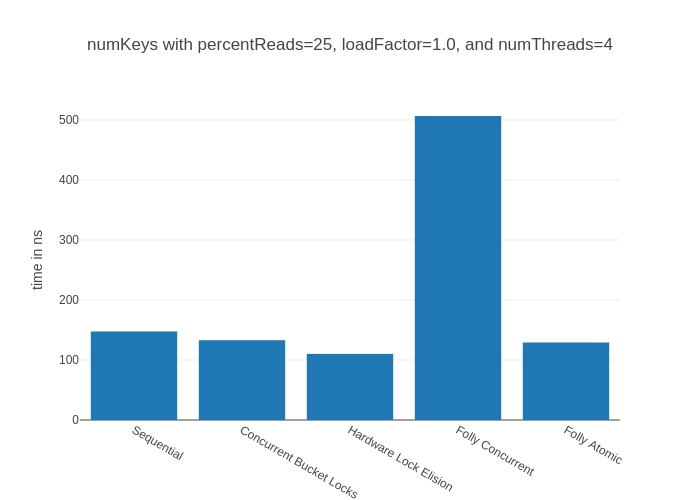 numKeys with percentReads=25, loadFactor=1.0, and numThreads=4
500
400
300
200
100
0
time in ns
Sequential
Concurrent Bucket Locks
Hardware Lock Elision
Folly Concurrent
Folly Atomic